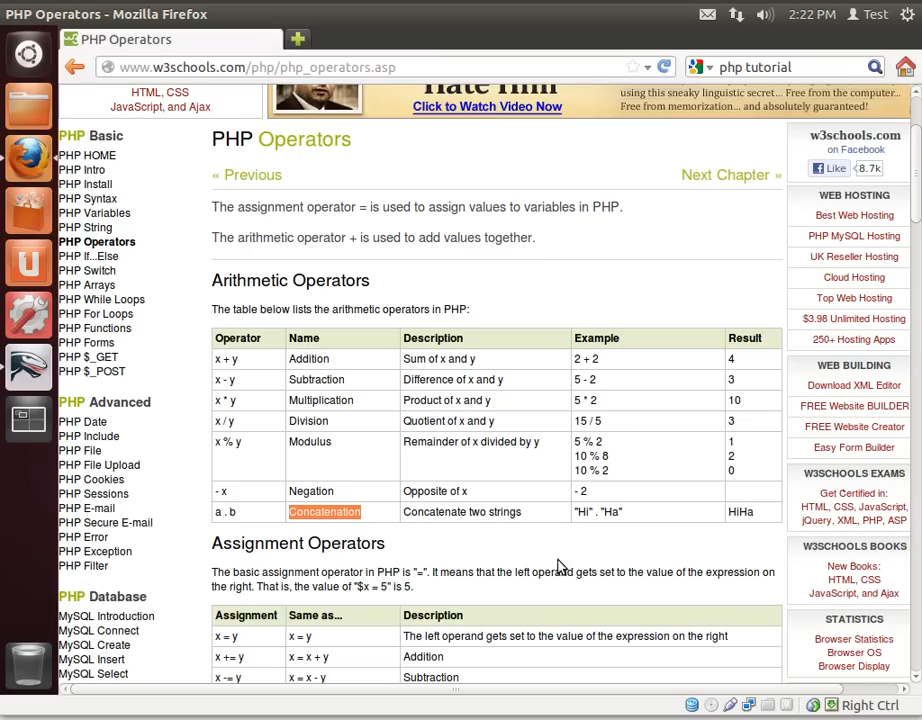 PHP Operators - Mozilla Firefox
2:22 PM Test
PHP Operators
www.w3schools.com/php/php_operators.asp
php tutorial
HTML, CSS
JavaScript, and Ajax
Click to Watch Video Now
using this sneaky linguistic secret... From the computer...
Free from memorization... and absolutely guaranteed!
PHP Basic
PHP HOME
PHP Intro
PHP Install
PHP Syntax
PHP Variables
PHP String
PHP Operators
PHP If...Else
PHP Switch
PHP Arrays
PHP While Loops
PHP For Loops
PHP Functions
PHP Forms
PHP $_GET
PHP $_POST
PHP Advanced
PHP Date
PHP Include
PHP File
PHP File Upload
PHP Cookies
PHP Sessions
PHP E-mail
PHP Secure E-mail
PHP Error
PHP Exception
PHP Filter
PHP Database
MySQL Introduction
MySQL Connect
MySQL Create
MySQL Insert
MySQL Select
PHP Operators
« Previous
Next Chapter »
The assignment operator = is used to assign values to variables in PHP.
The arithmetic operator + is used to add values together.
Arithmetic Operators
The table below lists the arithmetic operators in PHP:
Operator Name Description Example Result
x + y Addition Sum of x and y 2 + 2 4
x - y Subtraction Difference of x and y 5 - 2 3
x * y Multiplication Product of x and y 5 * 2 10
x / y Division Quotient of x and y 15 / 5 3
x % y Modulus Remainder of x divided by y 5 % 2 1
10 % 8 2
10 % 2 0
- x Negation Opposite of x - 2
a . b Concatenation Concatenate two strings "Hi" . "Ha" HiHa
Assignment Operators
The basic assignment operator in PHP is "=". It means that the left operand gets set to the value of the expression on
the right. That is, the value of "$x = 5" is 5.
Assignment Same as... Description
x = y x = y The left operand gets set to the value of the expression on the right
x += y x = x + y Addition
x -= y x = x - y Subtraction
w3schools.com
on Facebook
Like 8.7k
WEB HOSTING
Best Web Hosting
PHP MySQL Hosting
UK Reseller Hosting
Cloud Hosting
Top Web Hosting
$3.98 Unlimited Hosting
250+ Hosting Apps
WEB BUILDING
Download XML Editor
FREE Website BUILDER
FREE Website Creator
Easy Form Builder
W3SCHOOLS EXAMS
Get Certified in:
HTML, CSS, JavaScript,
jQuery, XML, PHP, ASP
W3SCHOOLS BOOKS
New Books:
HTML, CSS
JavaScript, and Ajax
STATISTICS
Browser Statistics
Browser OS
Browser Display
Right Ctrl